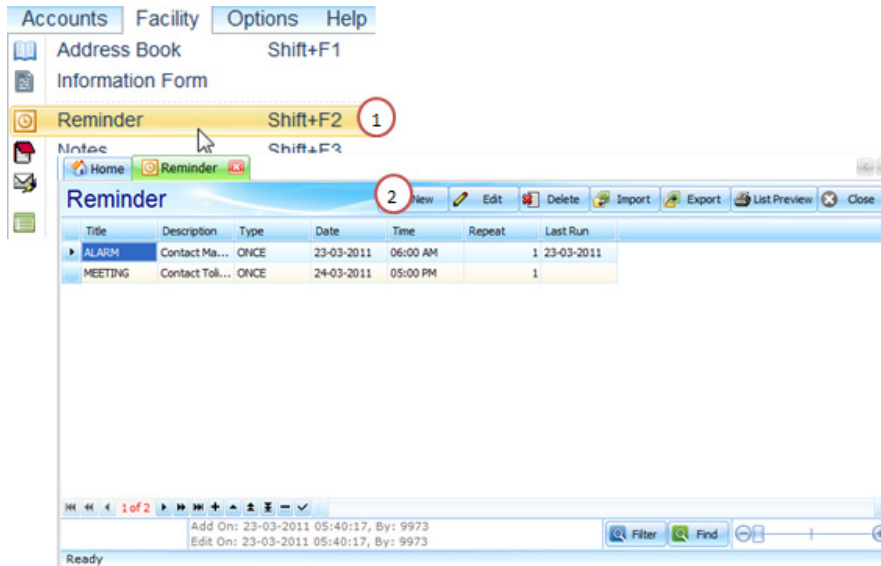 Accounts Facility Options Help
Address Book Shift+F1
Information Form
Reminder Shift+F2 1
Notes Shift+F3
Home Reminder
Reminder 2 New Edit Delete Import Export List Preview Close
Title Description Type Date Time Repeat Last Run
ALARM Contact Ma... ONCE 23-03-2011 06:00 AM 1 23-03-2011
MEETING Contact Toli... ONCE 24-03-2011 05:00 PM 1
1 of 2
Add On: 23-03-2011 05:40:17, By: 9973
Edit On: 23-03-2011 05:40:17, By: 9973
Filter Find
Ready